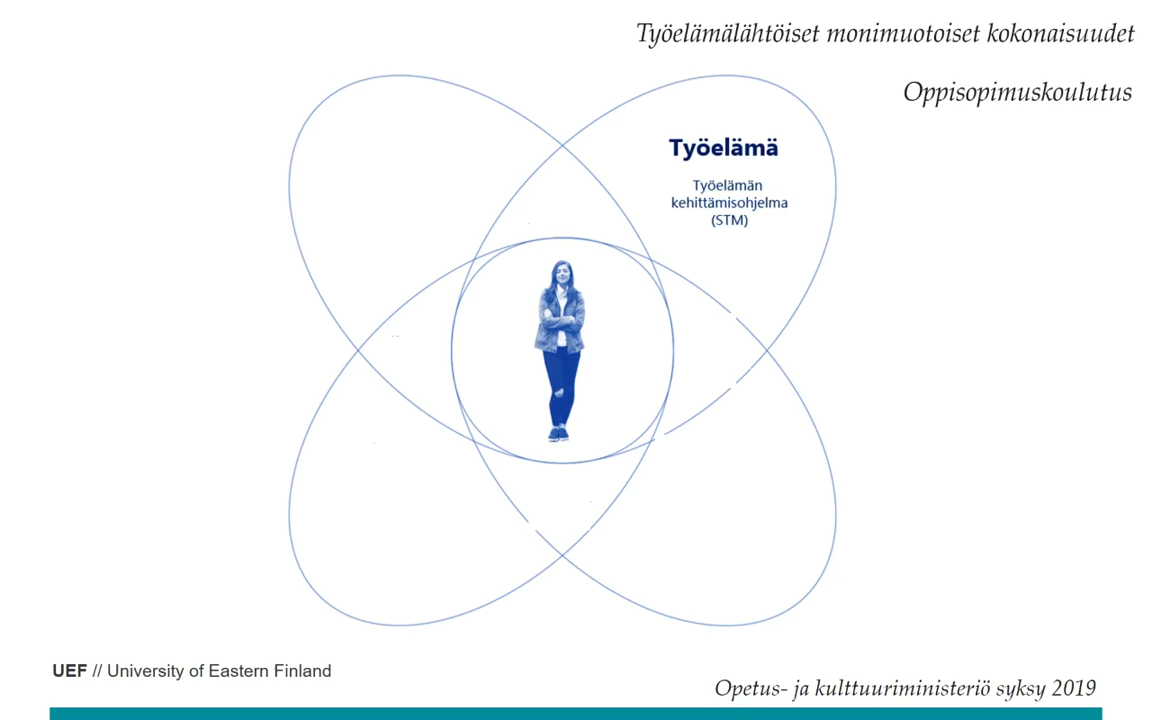 Työelämälähtöiset monimuotoiset kokonaisuudet
Oppisopimuskoulutus
Työelämä
Työelämän
kehittämisohjelma
(STM)
UEF // University of Eastern Finland
Opetus- ja kulttuuriministeriö syksy 2019